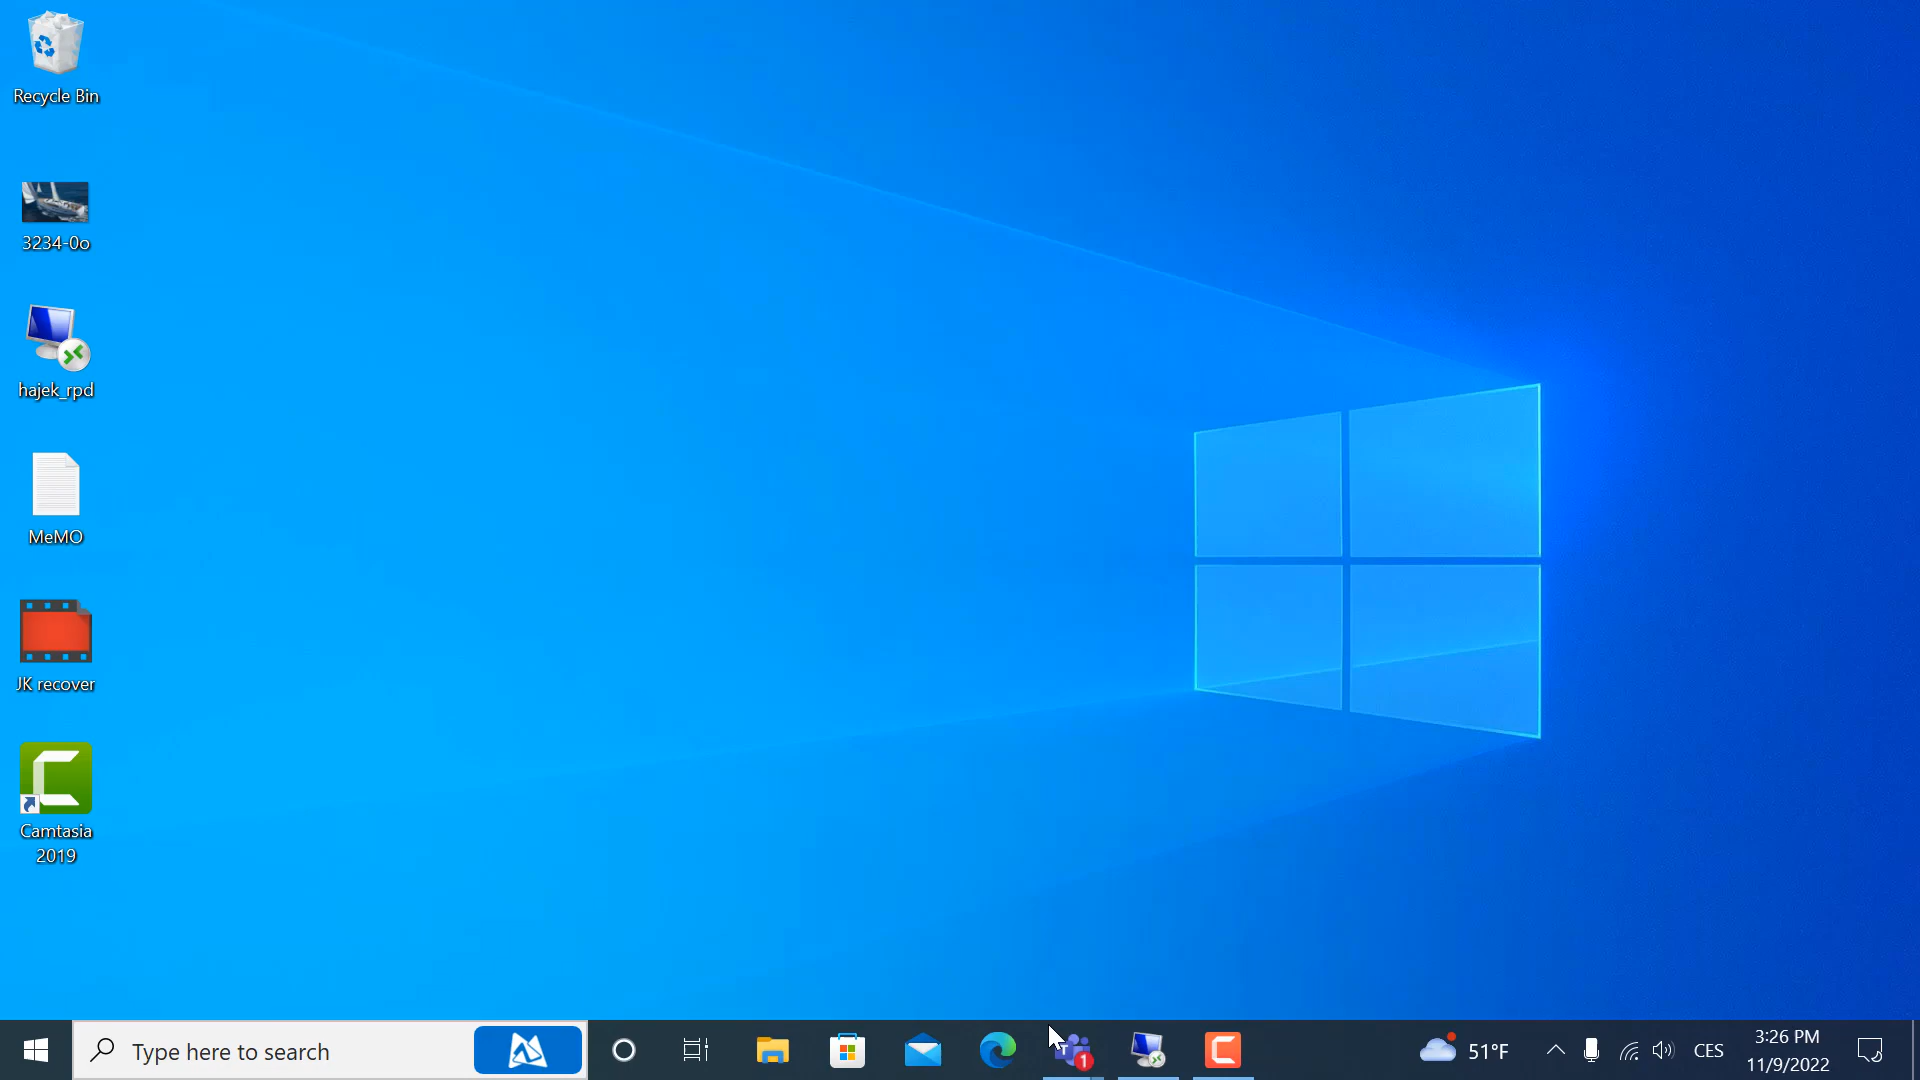 Recycle Bin
3234-0o
hajek_rpd
MeMO
JK recover
Camtasia
2019
Type here to search
T
1
51°F
CES
3:26 PM
11/9/2022